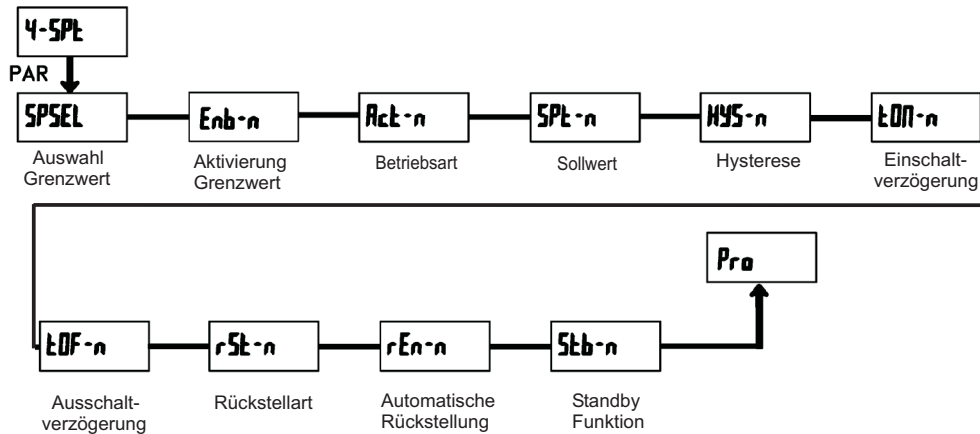 4-SPt
PAR
SPSEL
Enb-n
Act-n
SPt-n
HYS-n
tON-n
Auswahl
Grenzwert
Aktivierung
Grenzwert
Betriebsart
Sollwert
Hysterese
Einschalt-
verzögerung
Pro
tOF-n
rSt-n
rEn-n
Stb-n
Ausschalt-
verzögerung
Rückstellart
Automatische
Rückstellung
Standby
Funktion